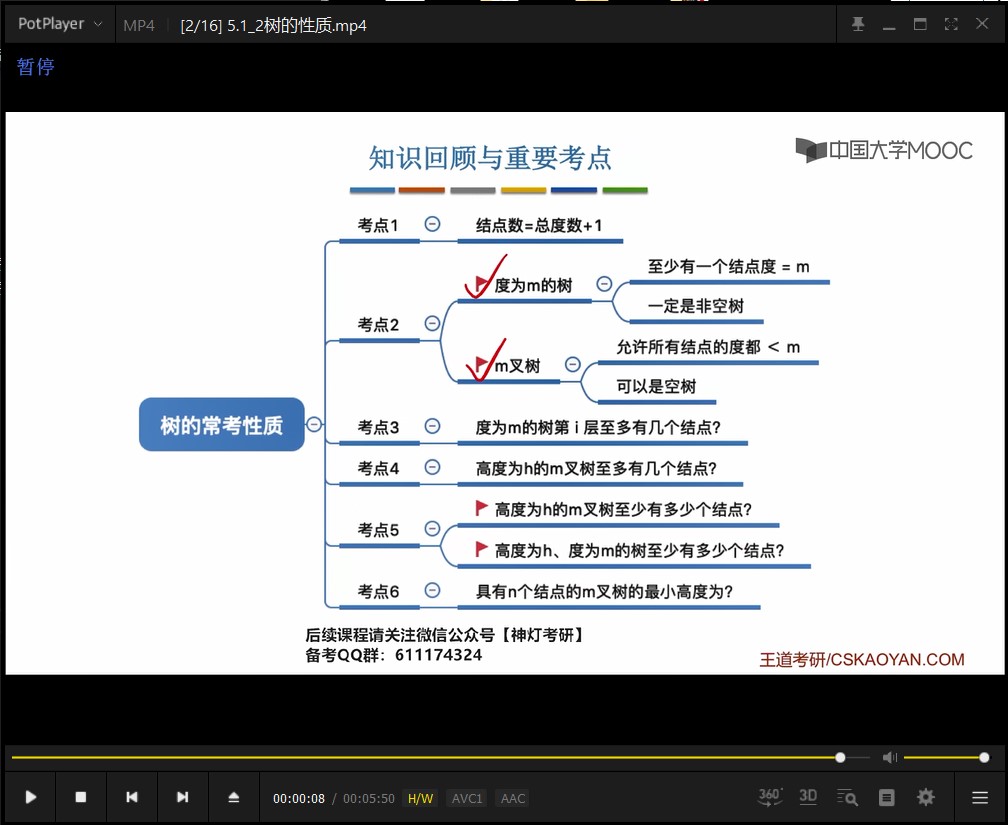 PotPlayer
MP4
[2/16] 5.1_2树的性质.mp4
暂停
知识回顾与重要考点
中国大学MOOC
考点1
结点数=总度数+1
考点2
度为m的树
至少有一个结点度 = m
一定是非空树
m叉树
允许所有结点的度都 < m
可以是空树
树的常考性质
考点3
度为m的树第 i 层至多有几个结点?
考点4
高度为h的m叉树至多有几个结点?
考点5
高度为h的m叉树至少有多少个结点?
高度为h、度为m的树至少有多少个结点?
考点6
具有n个结点的m叉树的最小高度为?
后续课程请关注微信公众号【神灯考研】
备考QQ群: 611174324
王道考研/CSKAOYAN.COM
00:00:08 / 00:05:50 H/W AVC1 AAC
360°
3D